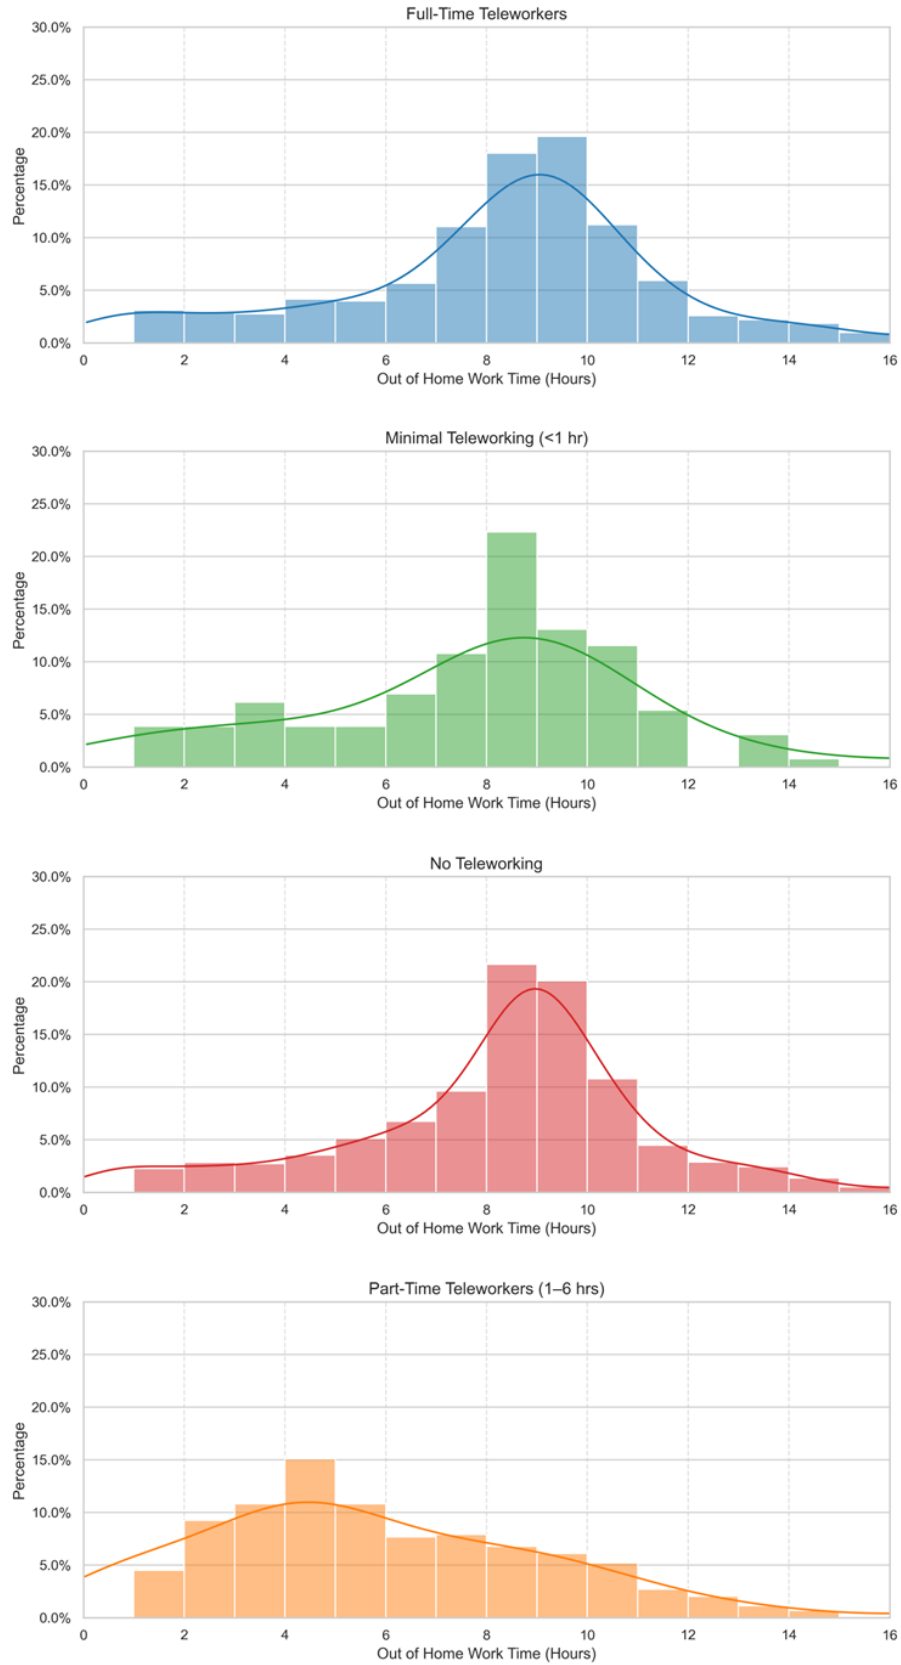 Full-Time Teleworkers
30.0%
25.0%
20.0%
15.0%
10.0%
5.0%
0.0%
Percentage
0 2 4 6 8 10 12 14 16
Out of Home Work Time (Hours)
Minimal Teleworking (<1 hr)
30.0%
25.0%
20.0%
15.0%
10.0%
5.0%
0.0%
Percentage
0 2 4 6 8 10 12 14 16
Out of Home Work Time (Hours)
No Teleworking
30.0%
25.0%
20.0%
15.0%
10.0%
5.0%
0.0%
Percentage
0 2 4 6 8 10 12 14 16
Out of Home Work Time (Hours)
Part-Time Teleworkers (1–6 hrs)
30.0%
25.0%
20.0%
15.0%
10.0%
5.0%
0.0%
Percentage
0 2 4 6 8 10 12 14 16
Out of Home Work Time (Hours)